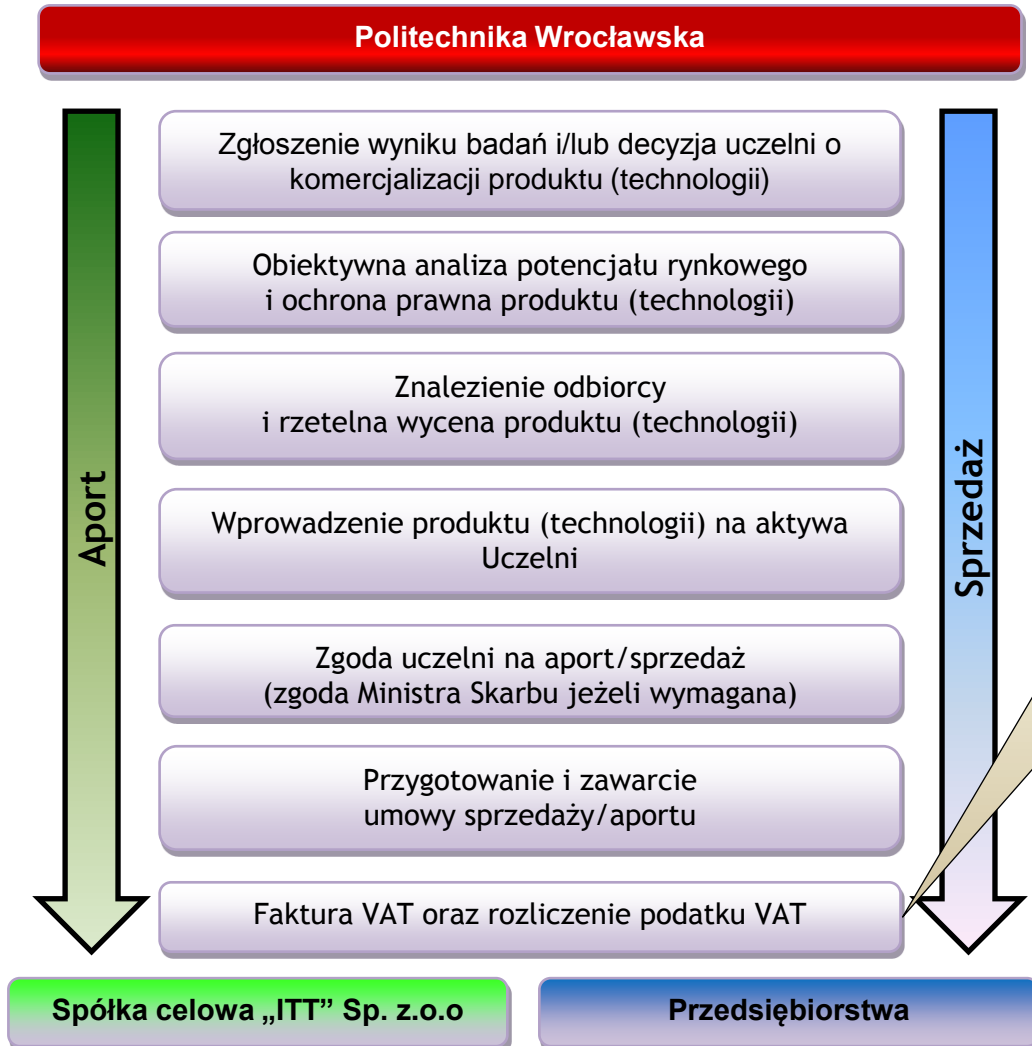 Politechnika Wrocławska
Zgłoszenie wyniku badań i/lub decyzja uczelni o
komercjalizacji produktu (technologii)
Obiektywna analiza potencjału rynkowego
i ochrona prawna produktu (technologii)
Znalezienie odbiorcy
i rzetelna wycena produktu (technologii)
Aport
Sprzedaż
Wprowadzenie produktu (technologii) na aktywa
Uczelni
Zgoda uczelni na aport/sprzedaż
(zgoda Ministra Skarbu jeżeli wymagana)
Przygotowanie i zawarcie
umowy sprzedaży/aportu
Faktura VAT oraz rozliczenie podatku VAT
Spółka celowa „ITT” Sp. z.o.o
Przedsiębiorstwa